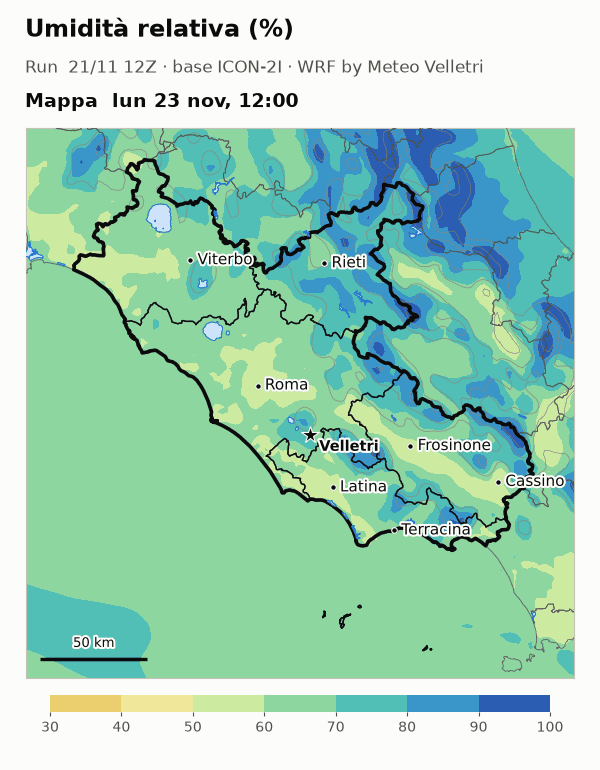 Umidità relativa (%)
Run  21/11 12Z · base ICON-2I · WRF by Meteo Velletri
Mappa  lun 23 nov, 12:00
Viterbo
Rieti
Roma
Velletri
Frosinone
Cassino
Latina
Terracina
50 km
30 40 50 60 70 80 90 100